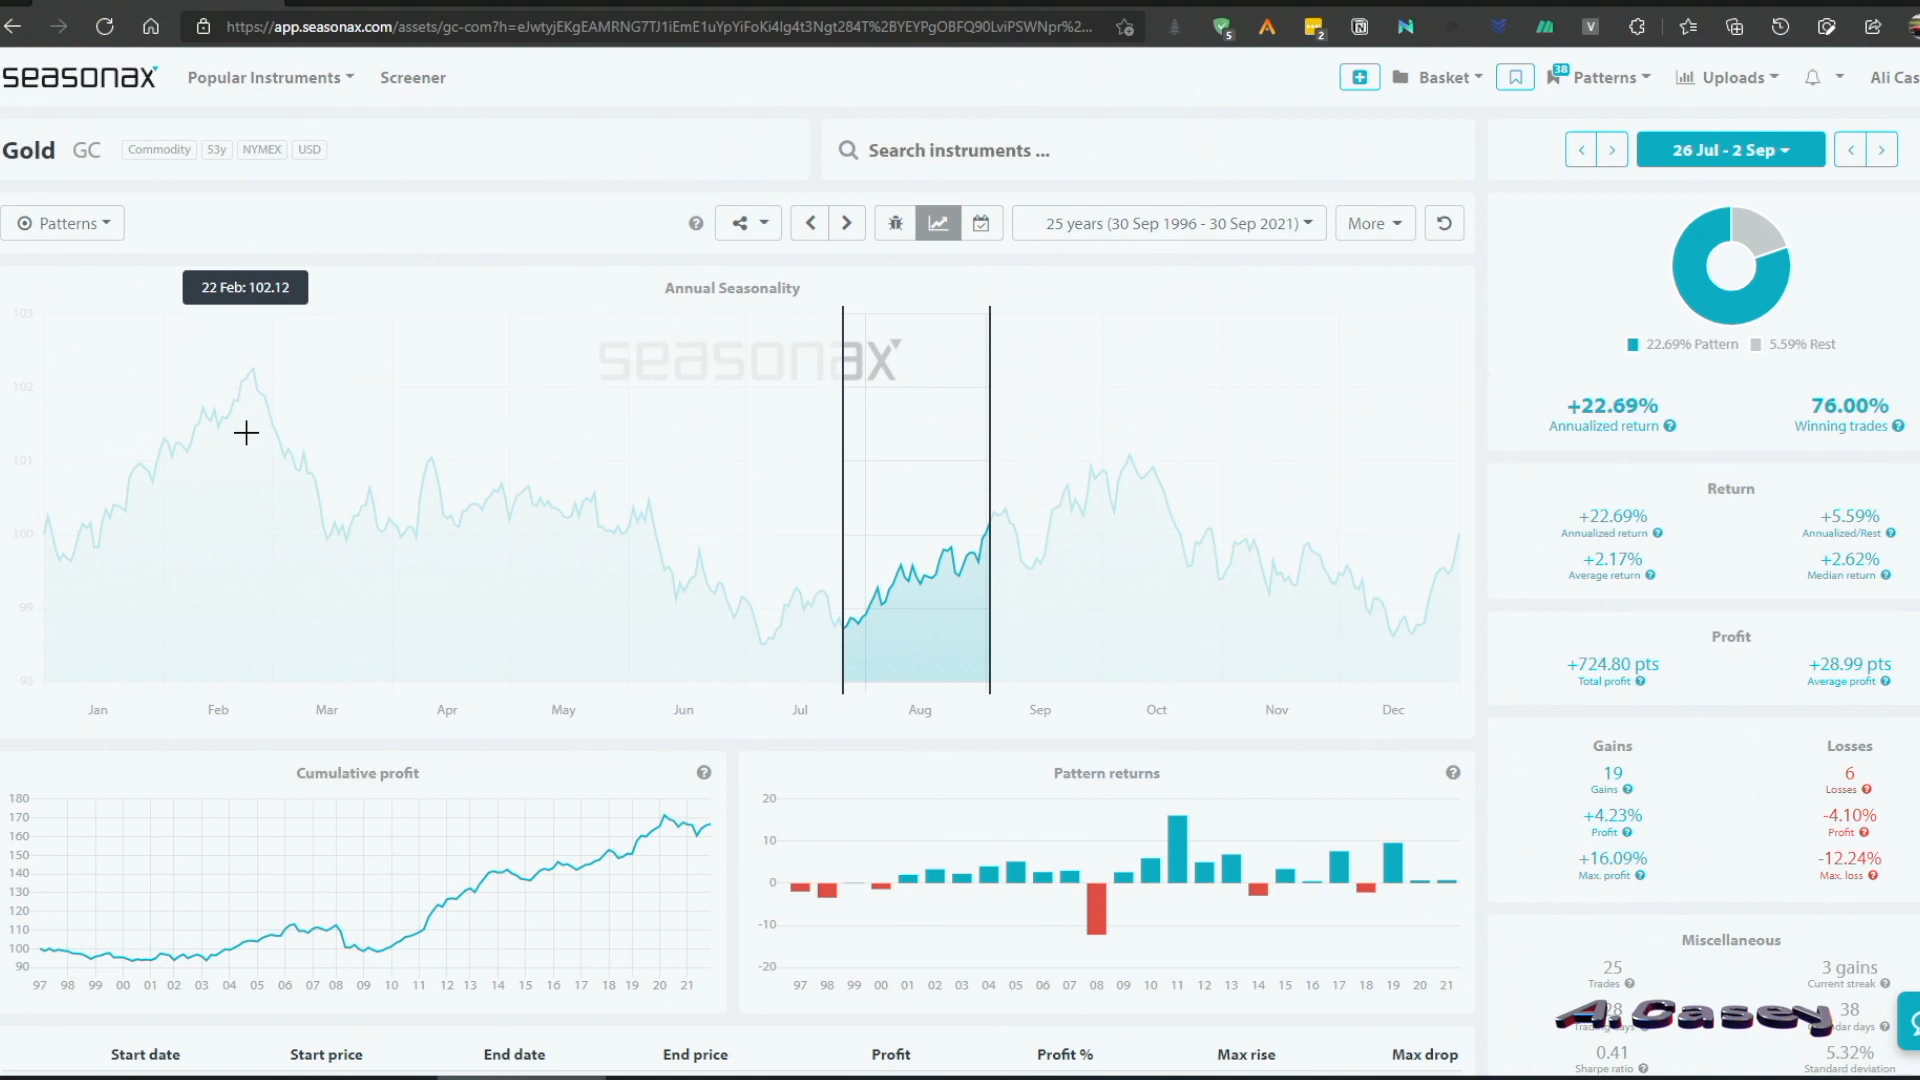 https://app.seasonax.com/assets/gc-com?h=eJwtyjEKgEAMRNG7TJ1iEmE1uYpYiFoKi4Ig4t3Ngt284T%2BYEYPgOBFQ90LviPSWNpr%2...
5
2
N
V
seasonax
Popular Instruments
Screener
Basket
38
Patterns
Uploads
Ali Cas
Gold GC Commodity 53y NYMEX USD
Search instruments ...
26 Jul - 2 Sep
Patterns
25 years (30 Sep 1996 - 30 Sep 2021)
More
22 Feb: 102.12
Annual Seasonality
seasonax
103
102
101
100
99
98
Jan Feb Mar Apr May Jun Jul Aug Sep Oct Nov Dec
22.69% Pattern 5.59% Rest
+22.69% 76.00%
Annualized return Winning trades
Return
+22.69% +5.59%
Annualized return Annualized/Rest
+2.17% +2.62%
Average return Median return
Profit
+724.80 pts +28.99 pts
Total profit Average profit
Gains Losses
19 6
Gains Losses
+4.23% -4.10%
Profit Profit
+16.09% -12.24%
Max. profit Max. loss
Miscellaneous
25 3 gains
Trades Current streak
28 38
A. Casey
0.41 5.32%
Sharpe ratio Standard deviation
Cumulative profit
180
170
160
150
140
130
120
110
100
90
97 98 99 00 01 02 03 04 05 06 07 08 09 10 11 12 13 14 15 16 17 18 19 20 21
Pattern returns
20
10
0
-10
-20
97 98 99 00 01 02 03 04 05 06 07 08 09 10 11 12 13 14 15 16 17 18 19 20 21
Start date Start price End date End price Profit Profit % Max rise Max drop